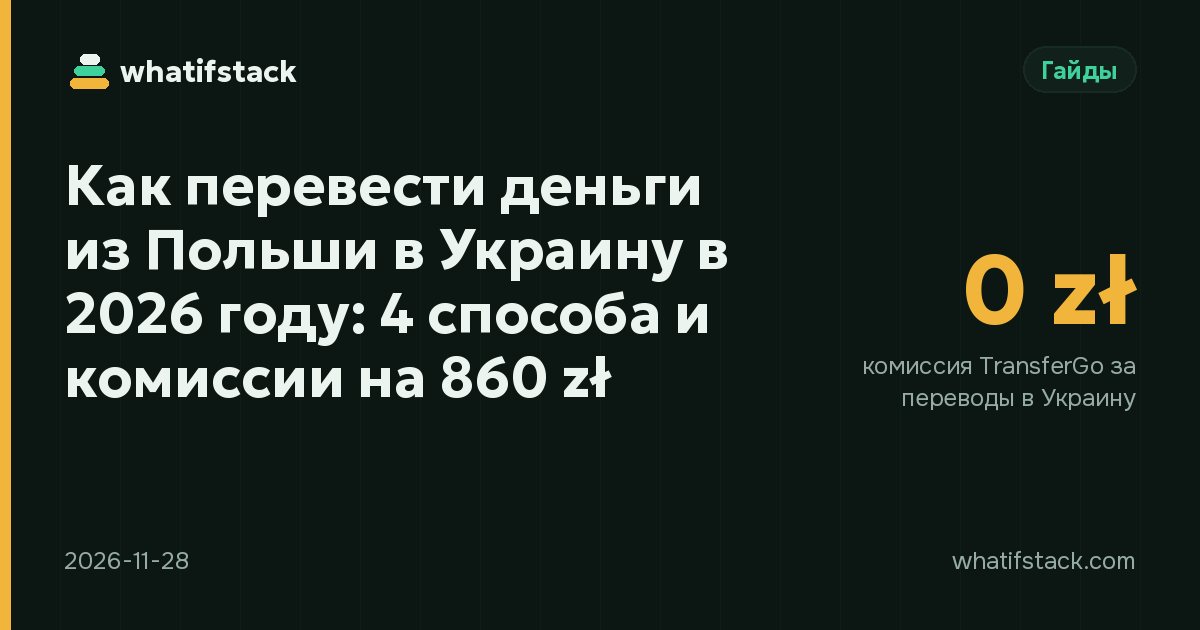 whatifstack
Гайды
Как перевести деньги
из Польши в Украину в
2026 году: 4 способа и
комиссии на 860 zł
0 zł
комиссия TransferGo за
переводы в Украину
2026-11-28
whatifstack.com